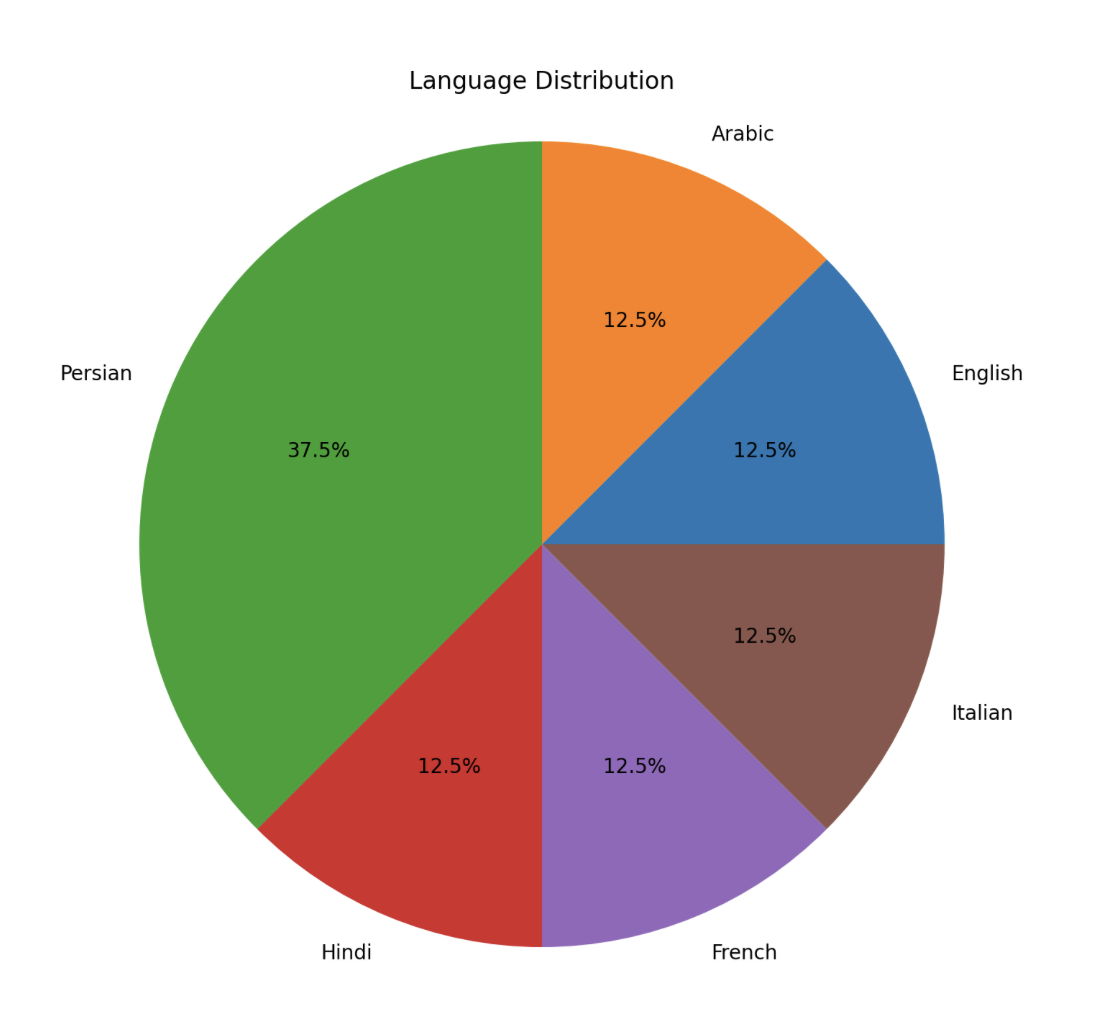 Language Distribution
Arabic
Persian
English
12.5%
37.5%
12.5%
12.5%
Italian
12.5%
12.5%
Hindi
French